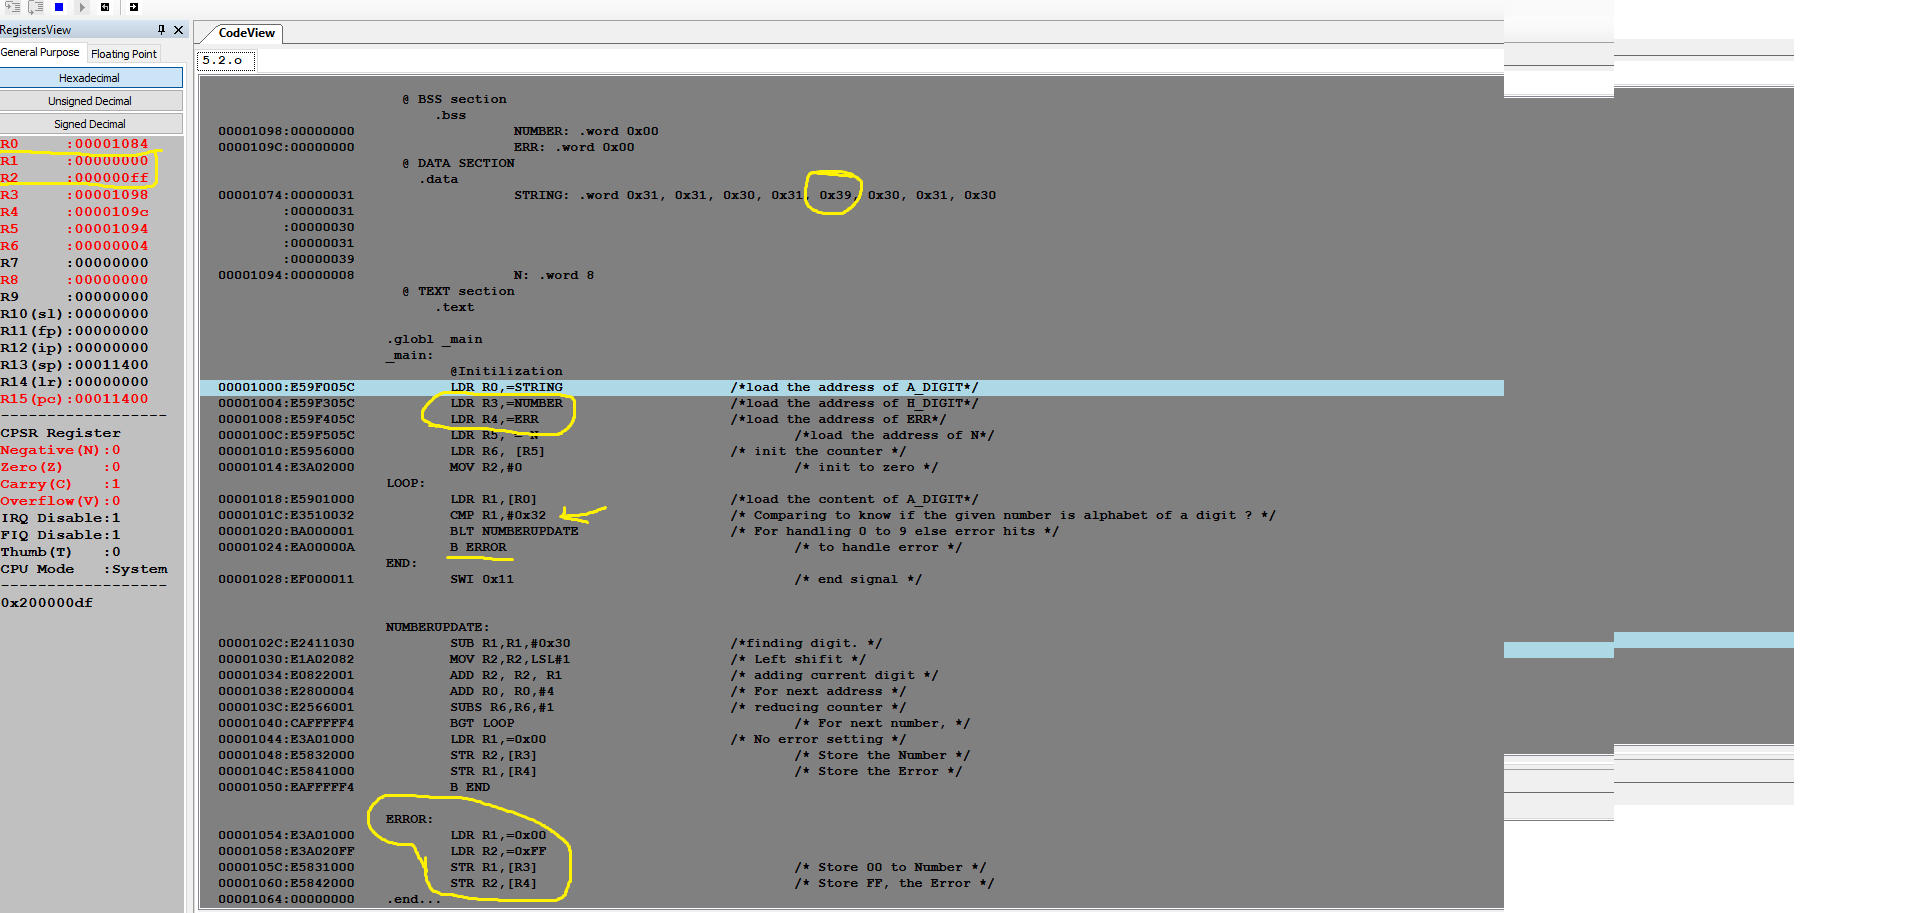 RegistersView
General Purpose Floating Point
Hexadecimal
Unsigned Decimal
Signed Decimal
R0 :00001084
R1 :00000000
R2 :000000ff
R3 :00001098
R4 :0000109c
R5 :00001094
R6 :00000004
R7 :00000000
R8 :00000000
R9 :00000000
R10(sl):00000000
R11(fp):00000000
R12(ip):00000000
R13(sp):00011400
R14(lr):00000000
R15(pc):00011400
------------------
CPSR Register
Negative(N):0
Zero(Z) :0
Carry(C) :1
Overflow(V):0
IRQ Disable:1
FIQ Disable:1
Thumb(T) :0
CPU Mode :System
------------------
0x200000df
CodeView
5.2.o
@ BSS section
.bss
00001098:00000000 NUMBER: .word 0x00
0000109C:00000000 ERR: .word 0x00
@ DATA SECTION
.data
00001074:00000031 STRING: .word 0x31, 0x31, 0x30, 0x31, 0x39, 0x30, 0x31, 0x30
:00000031
:00000030
:00000031
:00000039
00001094:00000008 N: .word 8
@ TEXT section
.text
.globl _main
_main:
@Initilization
00001000:E59F005C LDR R0,=STRING /*load the address of A_DIGIT*/
00001004:E59F305C LDR R3,=NUMBER /*load the address of H_DIGIT*/
00001008:E59F405C LDR R4,=ERR /*load the address of ERR*/
0000100C:E59F505C LDR R5, = N /*load the address of N*/
00001010:E5956000 LDR R6, [R5] /* init the counter */
00001014:E3A02000 MOV R2,#0 /* init to zero */
LOOP:
00001018:E5901000 LDR R1,[R0] /*load the content of A_DIGIT*/
0000101C:E3510032 CMP R1,#0x32 /* Comparing to know if the given number is alphabet of a digit ? */
00001020:BA000001 BLT NUMBERUPDATE /* For handling 0 to 9 else error hits */
00001024:EA00000A B ERROR /* to handle error */
END:
00001028:EF000011 SWI 0x11 /* end signal */
NUMBERUPDATE:
0000102C:E2411030 SUB R1,R1,#0x30 /*finding digit. */
00001030:E1A02082 MOV R2,R2,LSL#1 /* Left shifit */
00001034:E0822001 ADD R2, R2, R1 /* adding current digit */
00001038:E2800004 ADD R0, R0,#4 /* For next address */
0000103C:E2566001 SUBS R6,R6,#1 /* reducing counter */
00001040:CAFFFFF4 BGT LOOP /* For next number, */
00001044:E3A01000 LDR R1,=0x00 /* No error setting */
00001048:E5832000 STR R2,[R3] /* Store the Number */
0000104C:E5841000 STR R1,[R4] /* Store the Error */
00001050:EAFFFFF4 B END
ERROR:
00001054:E3A01000 LDR R1,=0x00
00001058:E3A020FF LDR R2,=0xFF
0000105C:E5831000 STR R1,[R3] /* Store 00 to Number */
00001060:E5842000 STR R2,[R4] /* Store FF, the Error */
00001064:00000000 .end...